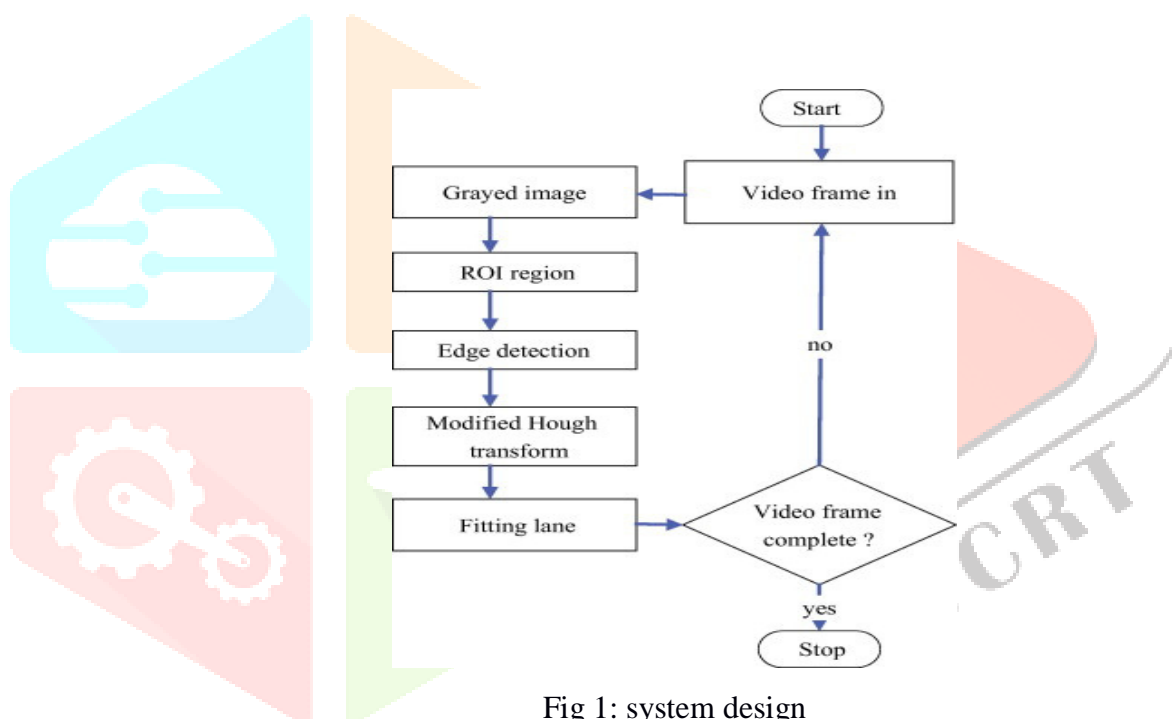 Start
Video frame in
Grayed image
ROI region
Edge detection
Modified Hough
transform
Fitting lane
Video frame
complete ?
no
yes
Stop
CRT
Fig 1: system design